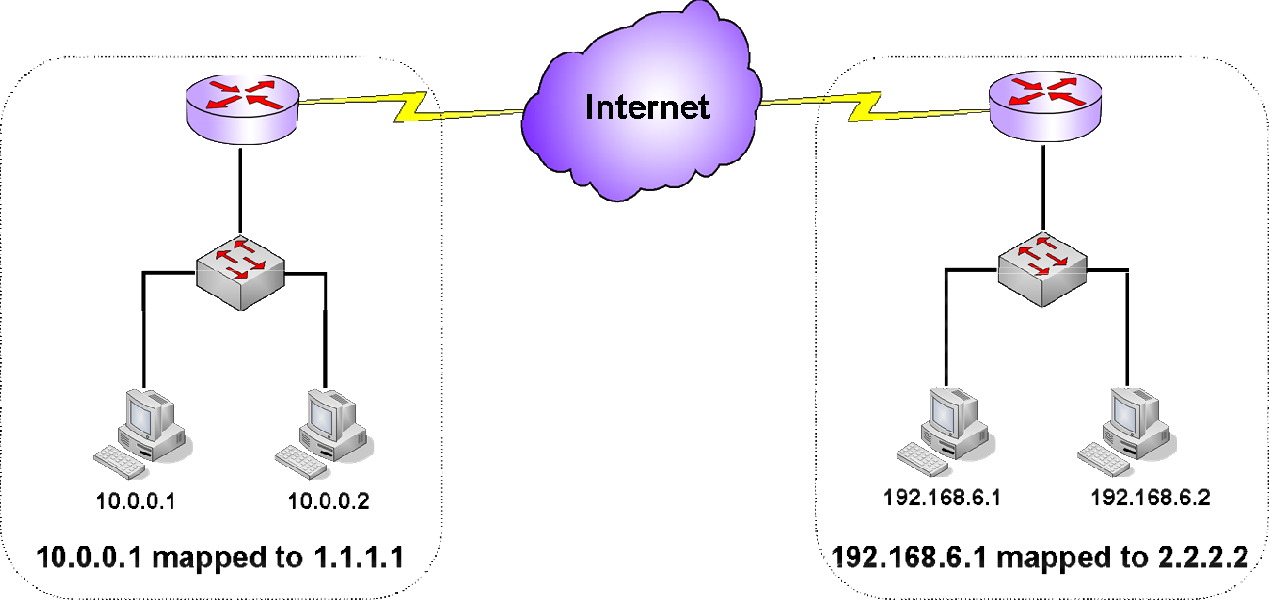 Internet
10.0.0.1
10.0.0.2
192.168.6.1
192.168.6.2
10.0.0.1 mapped to 1.1.1.1
192.168.6.1 mapped to 2.2.2.2